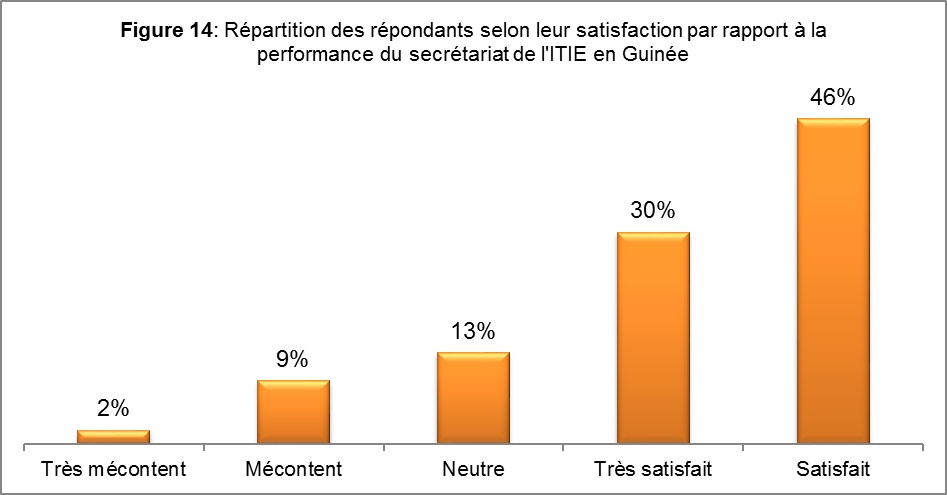 Figure 14: Répartition des répondants selon leur satisfaction par rapport à la
performance du secrétariat de l'ITIE en Guinée
46%
30%
13%
9%
2%
Très mécontent
Mécontent
Neutre
Très satisfait
Satisfait